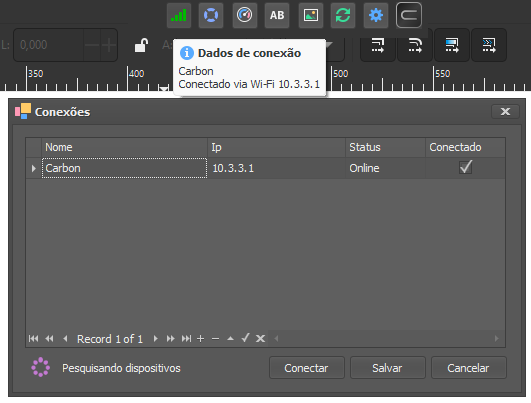 AB
L: 0,000
A:
Dados de conexão
Carbon
Conectado via Wi-Fi 10.3.3.1
350 400 500 550
Conexões
Nome Ip Status Conectado
Carbon 10.3.3.1 Online
Record 1 of 1
Pesquisando dispositivos
Conectar Salvar Cancelar